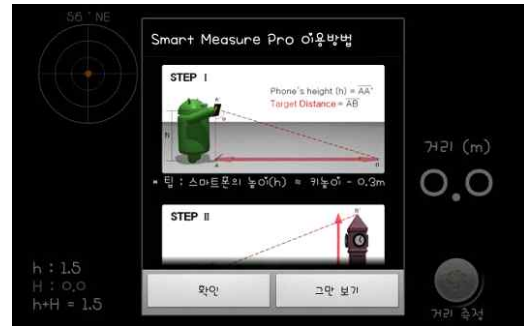 56 ° NE
Smart Measure Pro 이용방법
STEP I
Phone's height (h) = AA'
Target Distance = AB
A'
h
A
B
* 팁 : 스마트폰의 높이(h) ≈ 키높이 - 0.3m
STEP II
거리 (m)
0.0
h : 1.5
H : 0.0
h+H = 1.5
확인
그만 보기
거리 측정